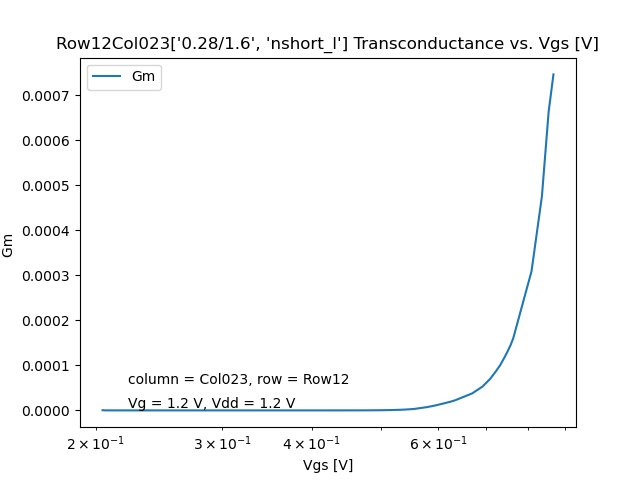 Row12Col023['0.28/1.6', 'nshort_l'] Transconductance vs. Vgs [V]
Gm
0.0007
0.0006
0.0005
0.0004
0.0003
0.0002
0.0001
0.0000
Gm
column = Col023, row = Row12
Vg = 1.2 V, Vdd = 1.2 V
2 × 10⁻¹ 3 × 10⁻¹ 4 × 10⁻¹ 6 × 10⁻¹
Vgs [V]